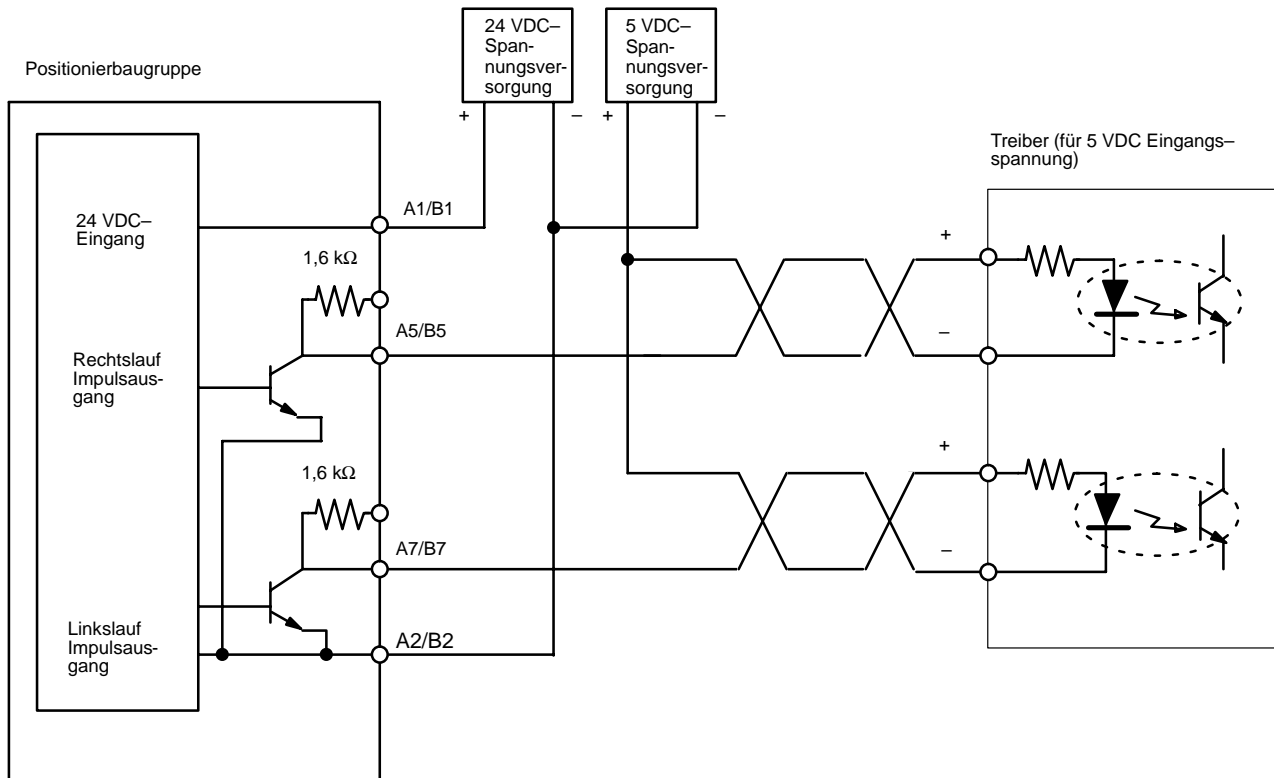 24 VDC–
Span-
nungsver-
sorgung
5 VDC–
Span-
nungsver-
sorgung
Positionierbaugruppe
+
–
+
–
Treiber (für 5 VDC Eingangs–
spannung)
24 VDC–
Eingang
A1/B1
1,6 kΩ
+
A5/B5
–
Rechtslauf
Impulsaus-
gang
1,6 kΩ
+
A7/B7
–
Linkslauf
Impulsaus-
gang
A2/B2